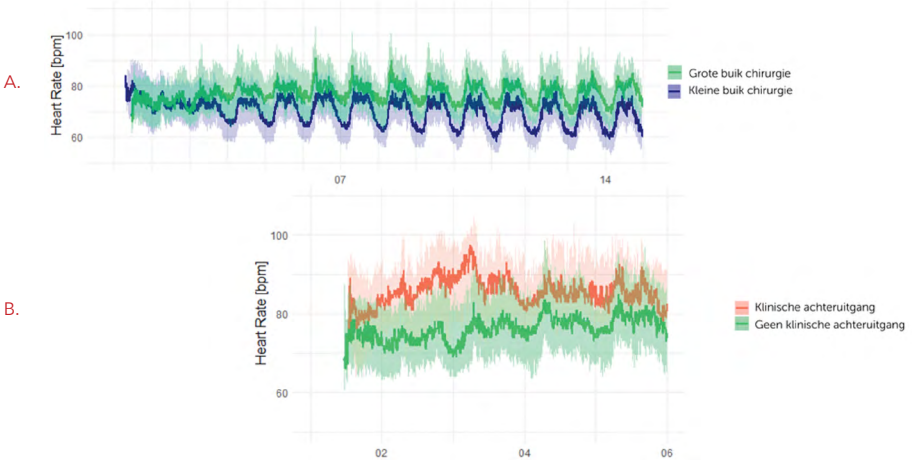 A.
Heart Rate [bpm]
100
80
60
07
14
Grote buik chirurgie
Kleine buik chirurgie
B.
Heart Rate [bpm]
100
80
60
02
04
06
Klinische achteruitgang
Geen klinische achteruitgang